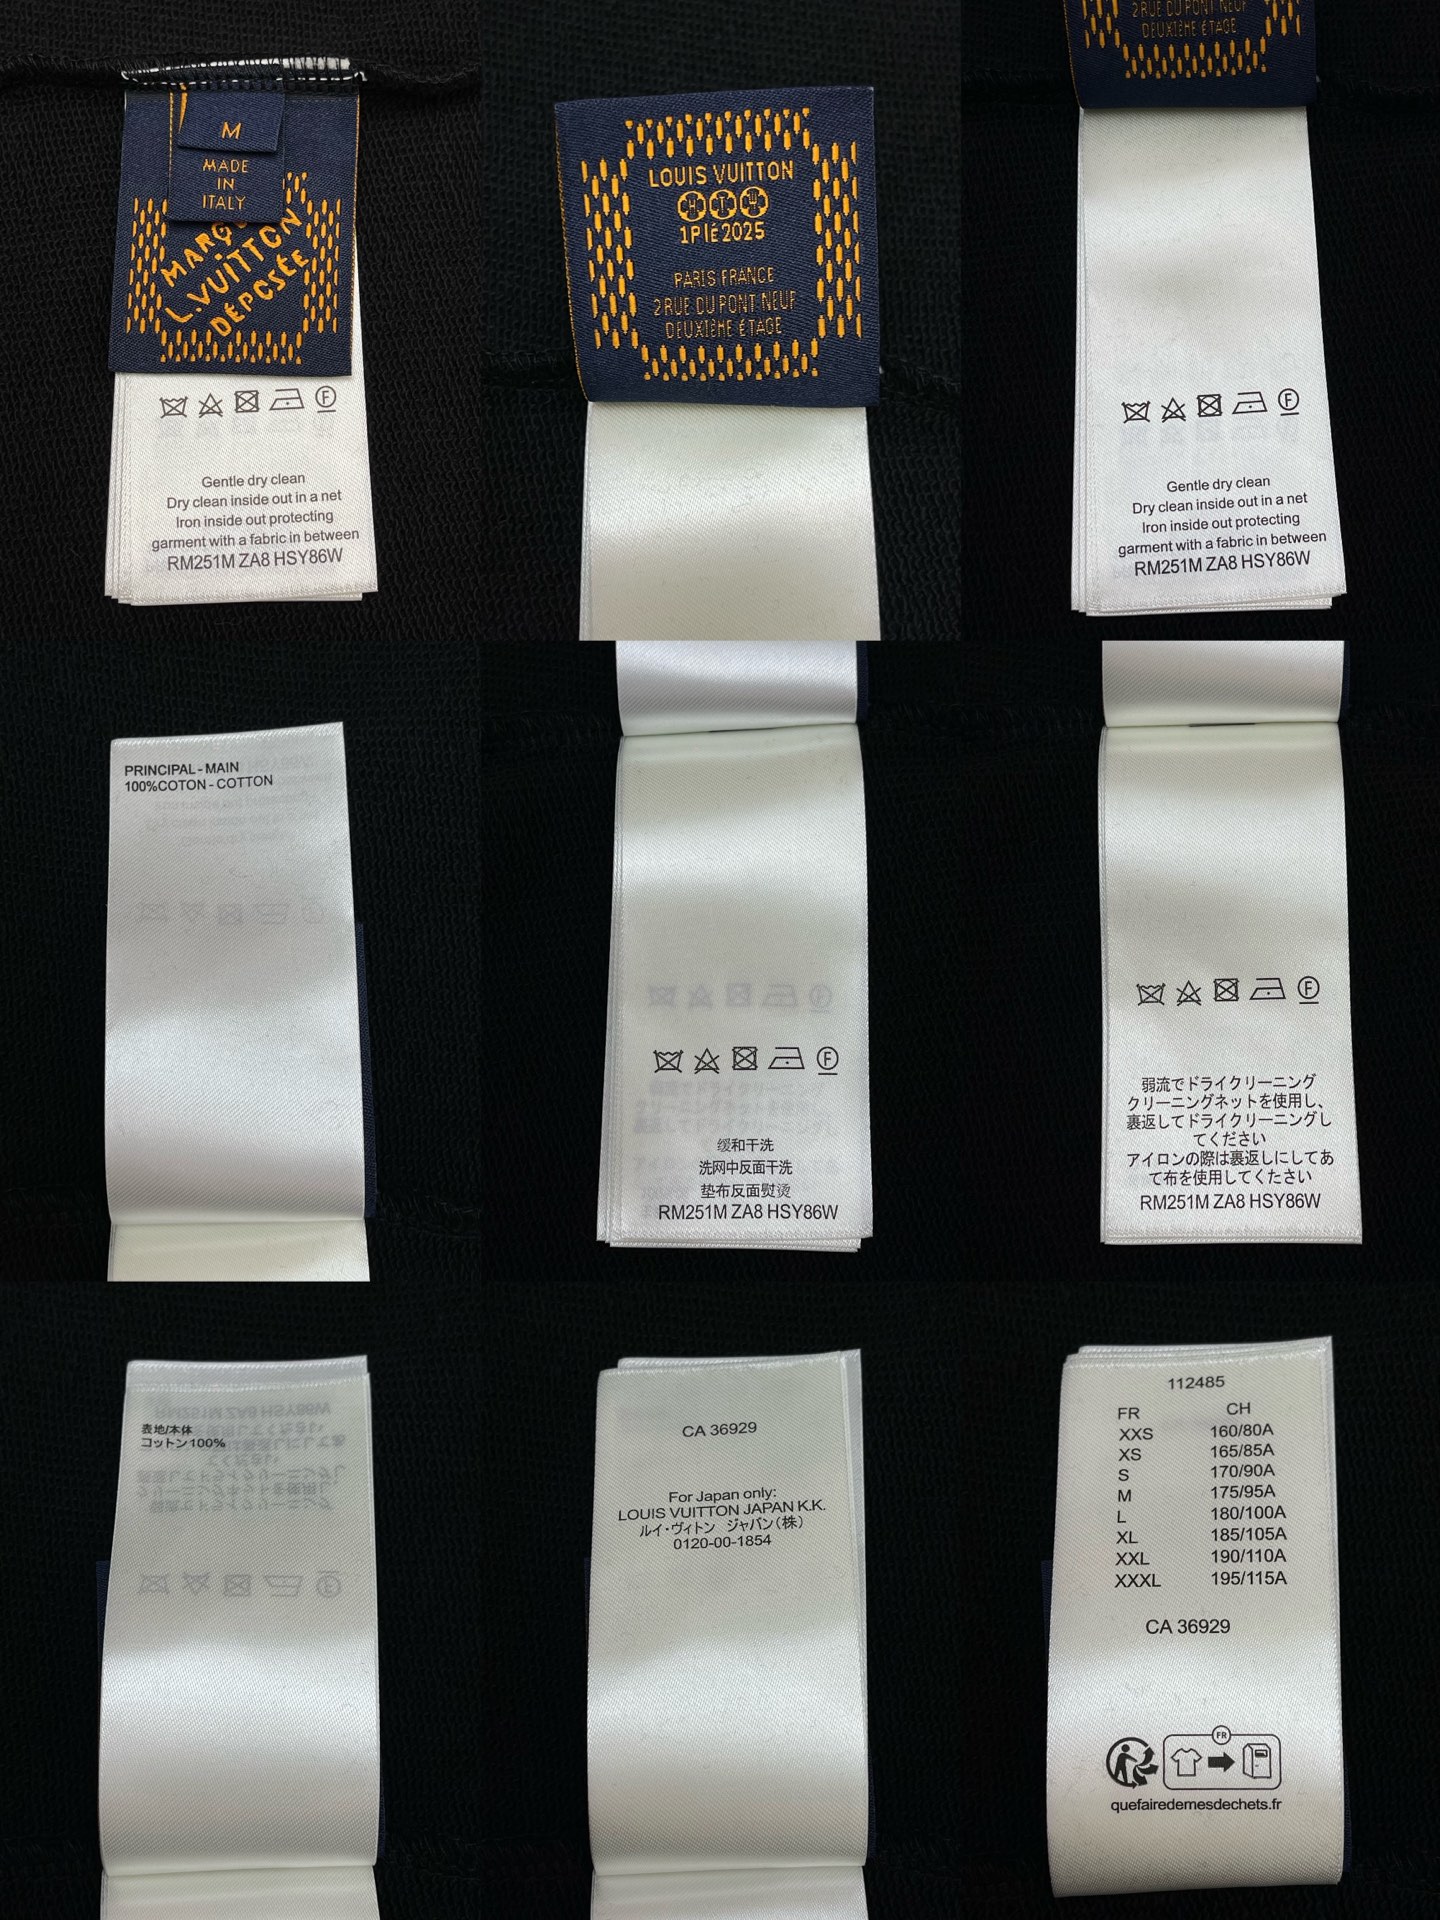 M
MADE
IN
ITALY
MARQUE
L.VUITTON
DÉPOSÉE
Gentle dry clean
Dry clean inside out in a net
Iron inside out protecting
garment with a fabric in between
RM251M ZA8 HSY86W
LOUIS VUITTON
1Plé2025
PARIS FRANCE
2 RUE DU PONT NEUF
DEUXIÈME ÉTAGE
2 RUE DU PONT NEUF
DEUXIÈME ÉTAGE
F
Gentle dry clean
Dry clean inside out in a net
Iron inside out protecting
garment with a fabric in between
RM251M ZA8 HSY86W
PRINCIPAL - MAIN
100%COTON - COTTON
F
缓和干洗
洗网中反面干洗
垫布反面熨烫
RM251M ZA8 HSY86W
F
弱流でドライクリーニング
クリーニングネットを使用し、
裏返してドライクリーニングし
てください
アイロンの際は裏返しにしてあ
て布を使用してください
RM251M ZA8 HSY86W
表地/本体
コットン100%
CA 36929
For Japan only:
LOUIS VUITTON JAPAN K.K.
ルイ・ヴィトン ジャパン(株)
0120-00-1854
112485
FR CH
XXS 160/80A
XS 165/85A
S 170/90A
M 175/95A
L 180/100A
XL 185/105A
XXL 190/110A
XXXL 195/115A
CA 36929
FR
quefairedemesdechets.fr